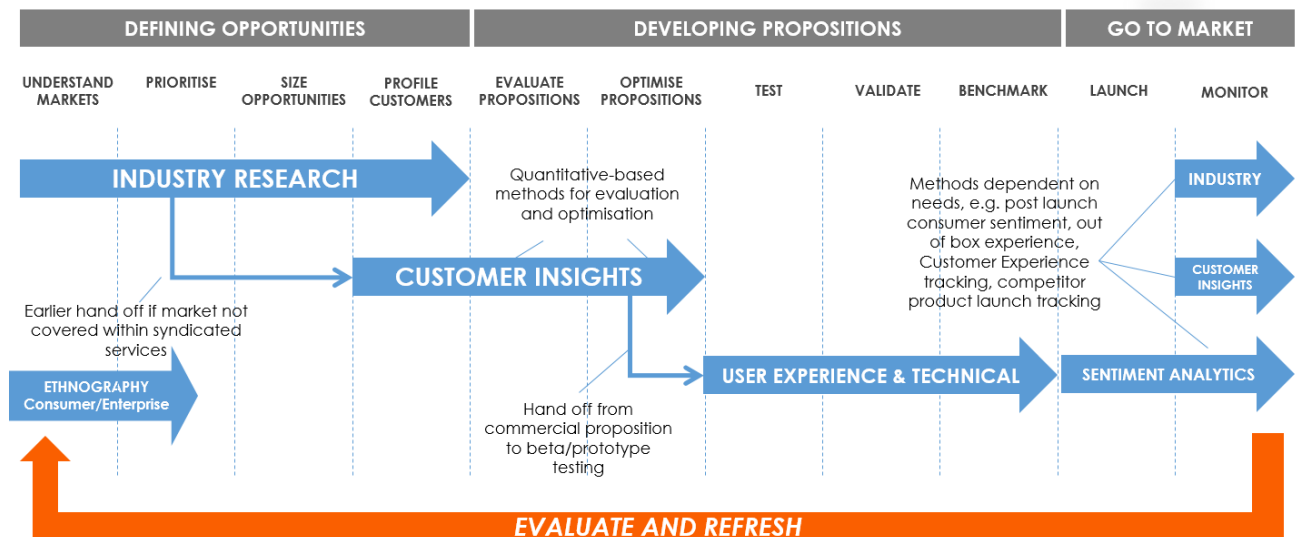 DEFINING OPPORTUNITIES
DEVELOPING PROPOSITIONS
GO TO MARKET
UNDERSTAND
MARKETS
PRIORITISE
SIZE
OPPORTUNITIES
PROFILE
CUSTOMERS
EVALUATE
PROPOSITIONS
OPTIMISE
PROPOSITIONS
TEST
VALIDATE
BENCHMARK
LAUNCH
MONITOR
INDUSTRY RESEARCH
Quantitative-based
methods for evaluation
and optimisation
Methods dependent on
needs, e.g. post launch
consumer sentiment, out
of box experience,
Customer Experience
tracking, competitor
product launch tracking
INDUSTRY
CUSTOMER INSIGHTS
CUSTOMER
INSIGHTS
Earlier hand off if market not
covered within syndicated
services
ETHNOGRAPHY
Consumer/Enterprise
USER EXPERIENCE & TECHNICAL
SENTIMENT ANALYTICS
Hand off from
commercial proposition
to beta/prototype
testing
EVALUATE AND REFRESH